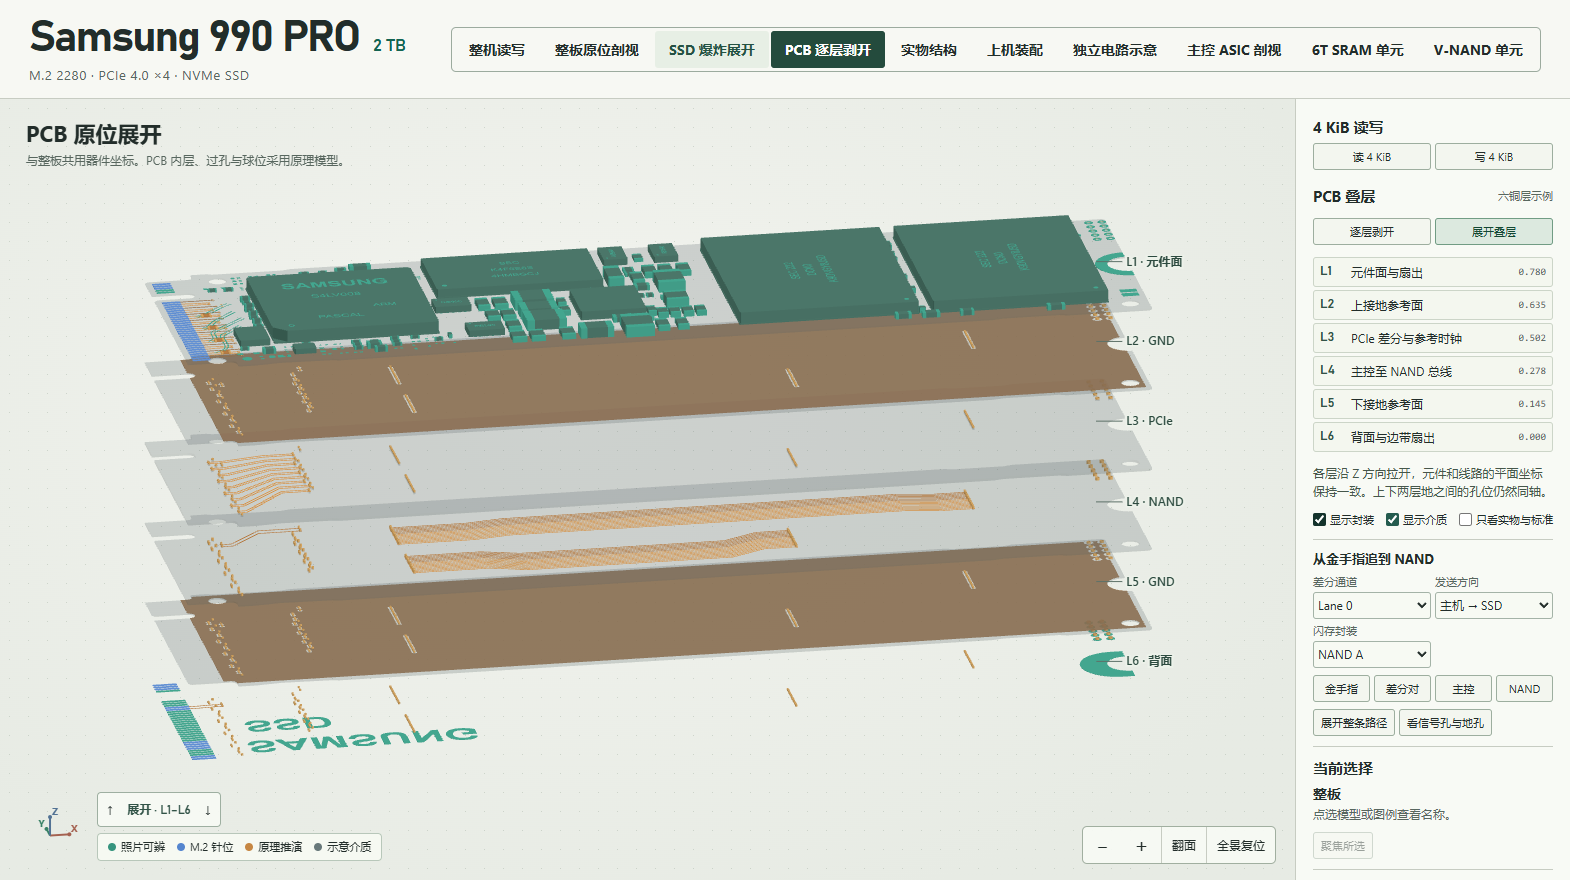 Samsung 990 PRO 2 TB
M.2 2280 · PCIe 4.0 ×4 · NVMe SSD
整机读写 整板原位剖视 SSD 爆炸展开 PCB 逐层剥开 实物结构 上机装配 独立电路示意 主控 ASIC 剖视 6T SRAM 单元 V-NAND 单元
PCB 原位展开
与整板共用器件坐标。PCB 内层、过孔与球位采用原理模型。
SAMSUNG
PASCAL
L1 · 元件面
L2 · GND
L3 · PCIe
L4 · NAND
L5 · GND
L6 · 背面
SSD
SAMSUNG
Z
Y
X
↑ 展开 · L1–L6 ↓
照片可辨 M.2 针位 原理推演 示意介质
− + 翻面 全景复位
4 KiB 读写
读 4 KiB 写 4 KiB
PCB 叠层 六铜层示例
逐层剥开 展开叠层
L1 元件面与扇出 0.780
L2 上接地参考面 0.635
L3 PCIe 差分与参考时钟 0.502
L4 主控至 NAND 总线 0.278
L5 下接地参考面 0.145
L6 背面与边带扇出 0.000
各层沿 Z 方向拉开，元件和线路的平面坐标
保持一致。上下两层地之间的孔位仍然同轴。
显示封装 显示介质 只看实物与标准
从金手指追到 NAND
差分通道 发送方向
Lane 0 主机 → SSD
闪存封装
NAND A
金手指 差分对 主控 NAND
展开整条路径 看信号孔与地孔
当前选择
整板
点选模型或图例查看名称。
聚焦所选